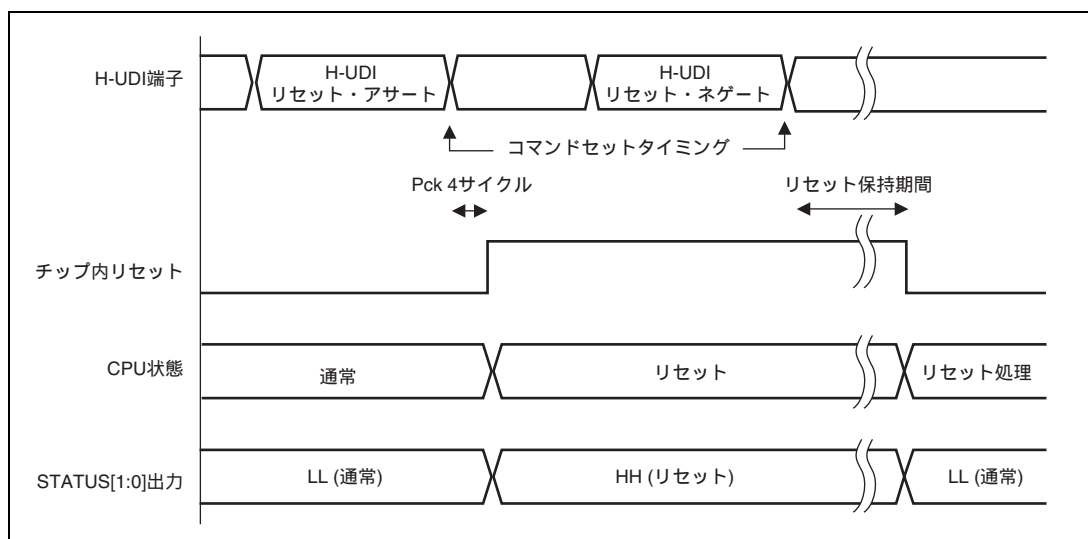 H-UDI端子
H-UDI
リセット・アサート
H-UDI
リセット・ネゲート
コマンドセットタイミング
Pck 4サイクル
リセット保持期間
チップ内リセット
CPU状態
通常
リセット
リセット処理
STATUS[1:0]出力
LL (通常)
HH (リセット)
LL (通常)